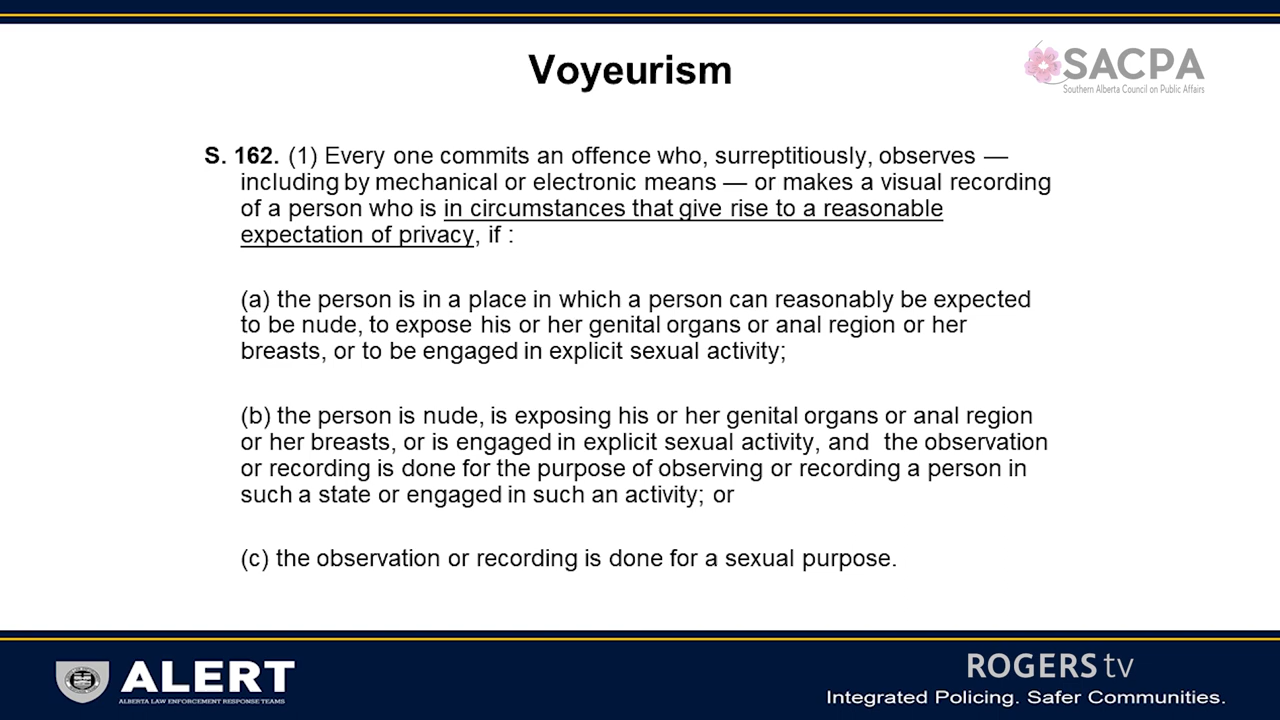 Voyeurism
SACPA
Southern Alberta Council on Public Affairs
S. 162. (1) Every one commits an offence who, surreptitiously, observes —
including by mechanical or electronic means — or makes a visual recording
of a person who is in circumstances that give rise to a reasonable
expectation of privacy, if :
(a) the person is in a place in which a person can reasonably be expected
to be nude, to expose his or her genital organs or anal region or her
breasts, or to be engaged in explicit sexual activity;
(b) the person is nude, is exposing his or her genital organs or anal region
or her breasts, or is engaged in explicit sexual activity, and the observation
or recording is done for the purpose of observing or recording a person in
such a state or engaged in such an activity; or
(c) the observation or recording is done for a sexual purpose.
ALERT
ALBERTA LAW ENFORCEMENT RESPONSE TEAMS
ROGERS tv
Integrated Policing. Safer Communities.